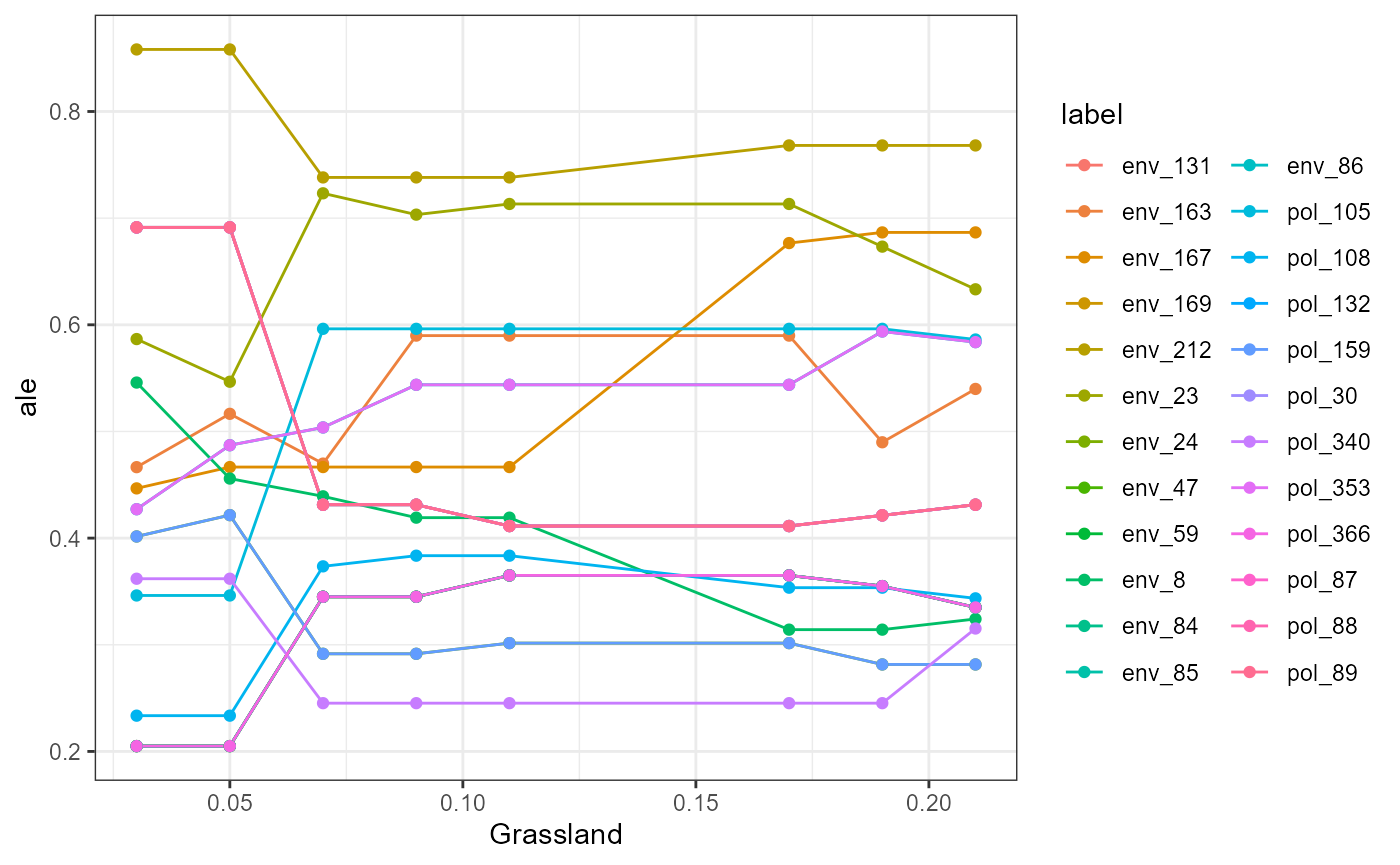 0.8
0.6
0.4
0.2
ale
0.05
0.10
0.15
0.20
Grassland
label
env_131
env_163
env_167
env_169
env_212
env_23
env_24
env_47
env_59
env_8
env_84
env_85
env_86
pol_105
pol_108
pol_132
pol_159
pol_30
pol_340
pol_353
pol_366
pol_87
pol_88
pol_89